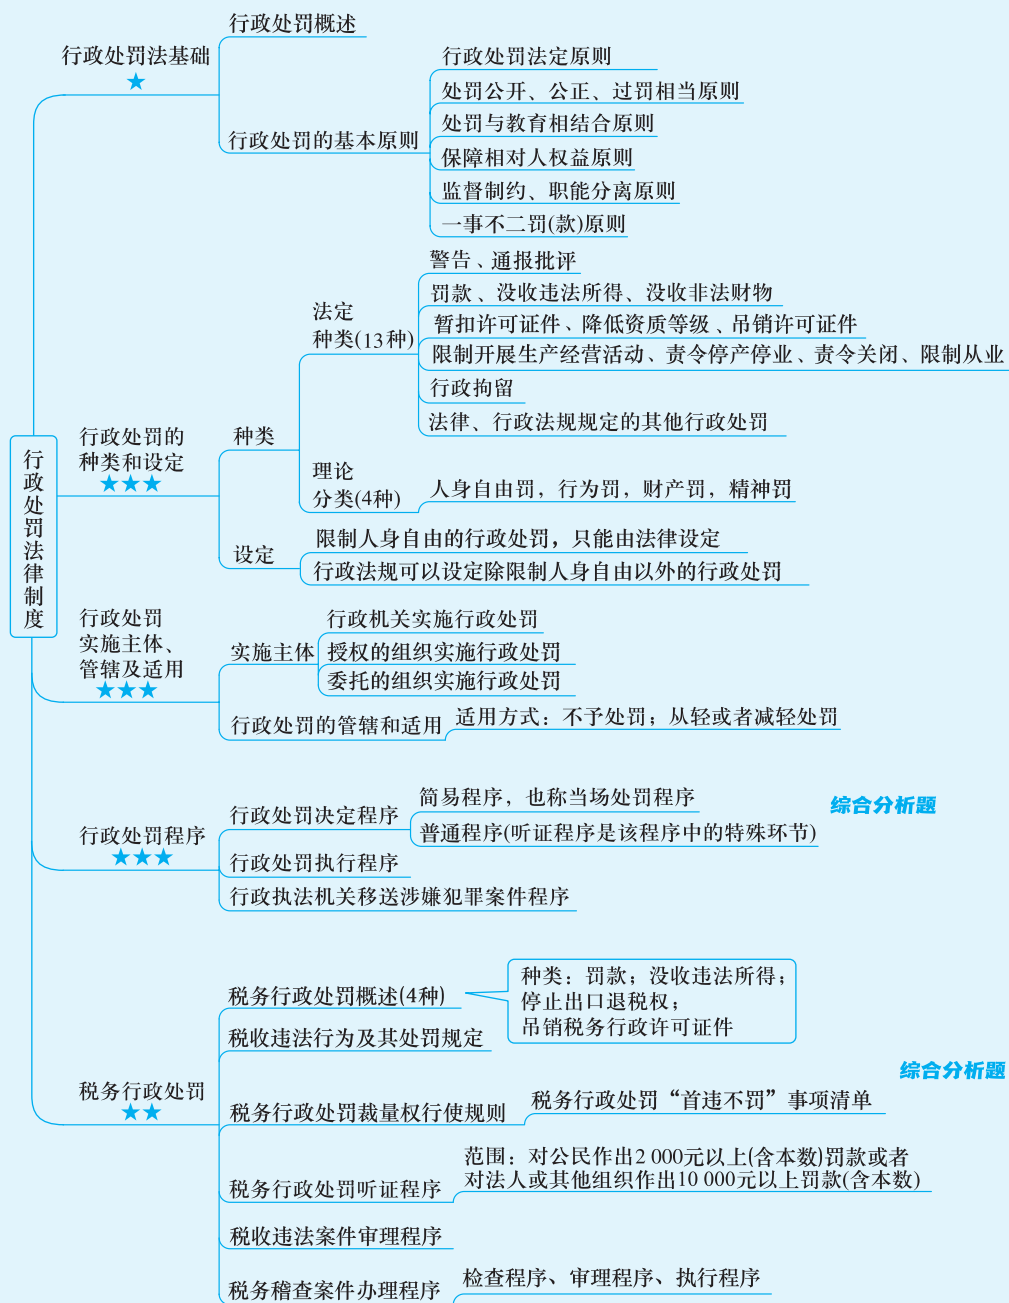 行政处罚法律制度
行政处罚法基础
行政处罚概述
行政处罚的基本原则
行政处罚法定原则
处罚公开、公正、过罚相当原则
处罚与教育相结合原则
保障相对人权益原则
监督制约、职能分离原则
一事不二罚(款)原则
行政处罚的
种类和设定
种类
法定
种类(13种)
警告、通报批评
罚款、没收违法所得、没收非法财物
暂扣许可证件、降低资质等级、吊销许可证件
限制开展生产经营活动、责令停产停业、责令关闭、限制从业
行政拘留
法律、行政法规规定的其他行政处罚
理论
分类(4种)
人身自由罚，行为罚，财产罚，精神罚
设定
限制人身自由的行政处罚，只能由法律设定
行政法规可以设定除限制人身自由以外的行政处罚
行政处罚
实施主体、
管辖及适用
实施主体
行政机关实施行政处罚
授权的组织实施行政处罚
委托的组织实施行政处罚
行政处罚的管辖和适用
适用方式：不予处罚；从轻或者减轻处罚
行政处罚程序
行政处罚决定程序
简易程序，也称当场处罚程序
普通程序(听证程序是该程序中的特殊环节)
综合分析题
行政处罚执行程序
行政执法机关移送涉嫌犯罪案件程序
税务行政处罚
税务行政处罚概述(4种)
种类：罚款；没收违法所得；
停止出口退税权；
吊销税务行政许可证件
税收违法行为及其处罚规定
综合分析题
税务行政处罚裁量权行使规则
税务行政处罚“首违不罚”事项清单
税务行政处罚听证程序
范围：对公民作出2 000元以上(含本数)罚款或者
对法人或其他组织作出10 000元以上罚款(含本数)
税收违法案件审理程序
税务稽查案件办理程序
检查程序、审理程序、执行程序